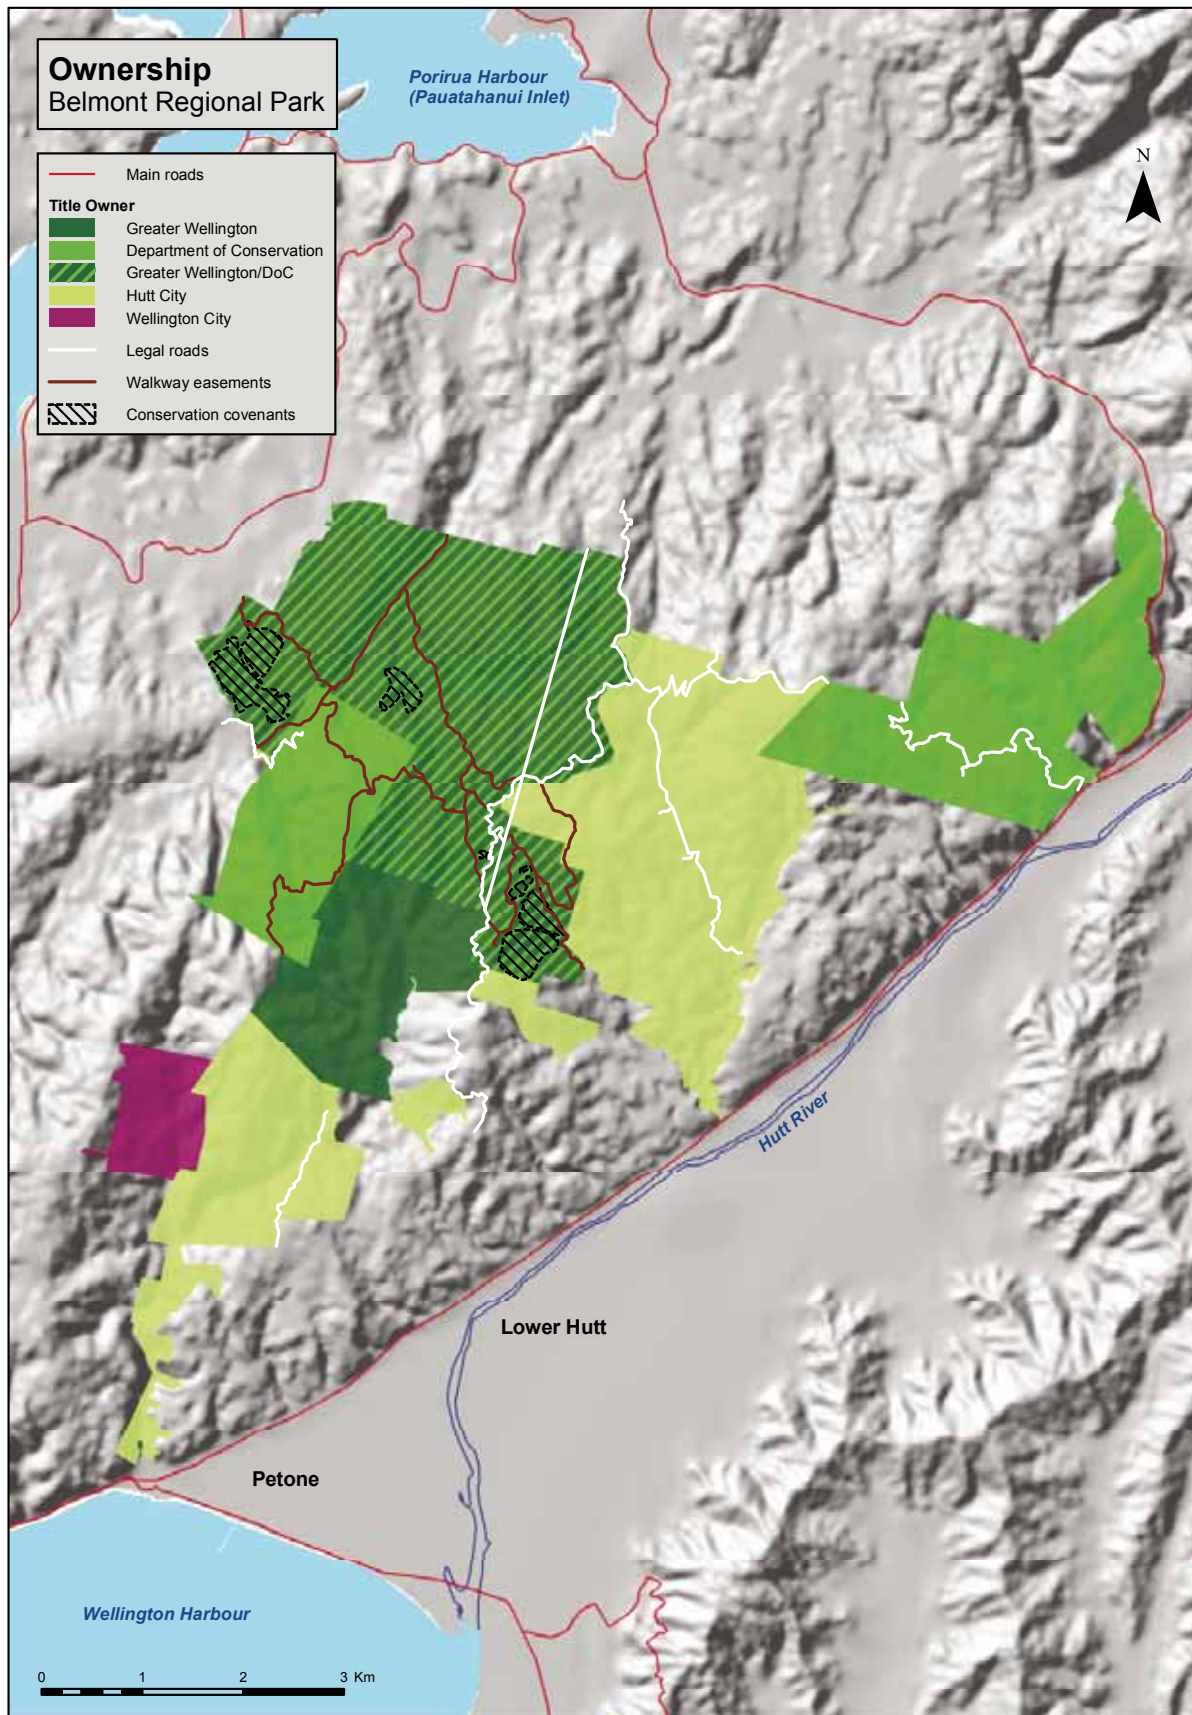 Ownership
Belmont Regional Park
Porirua Harbour
(Pauatahanui Inlet)
N
Main roads
Title Owner
Greater Wellington
Department of Conservation
Greater Wellington/DoC
Hutt City
Wellington City
Legal roads
Walkway easements
Conservation covenants
Hutt River
Lower Hutt
Petone
Wellington Harbour
0 1 2 3 Km